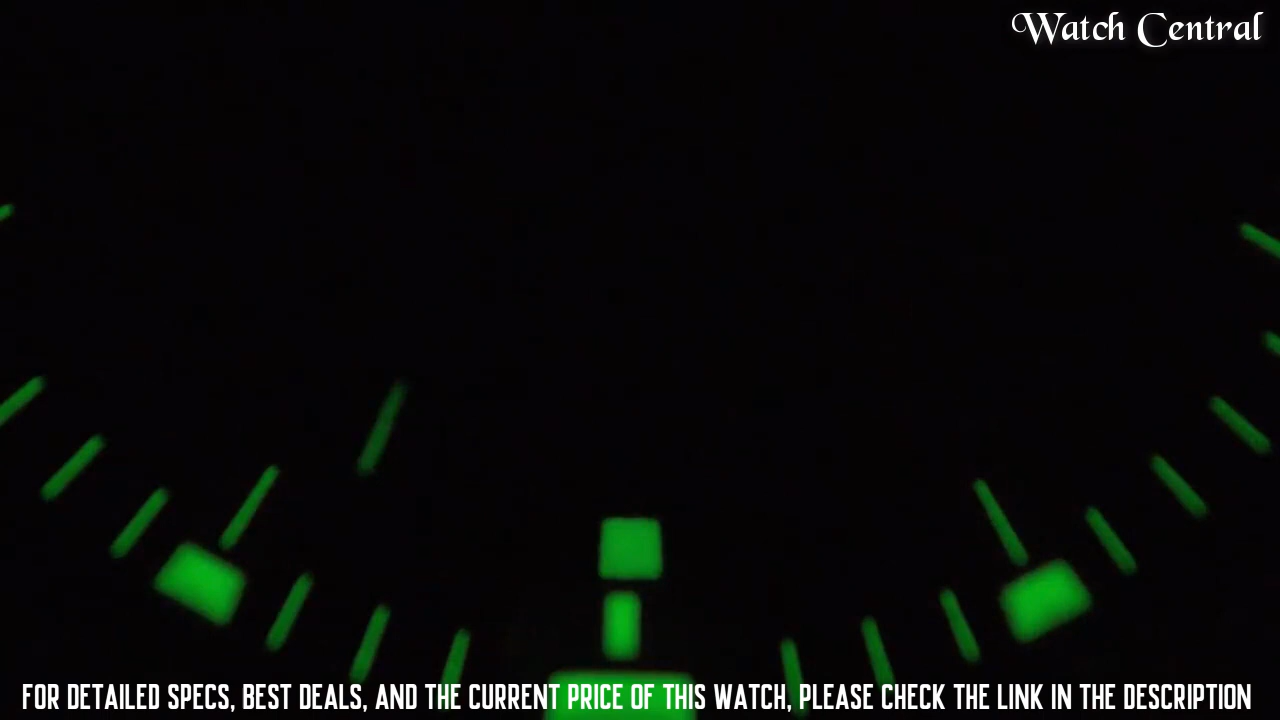 Watch Central
FOR DETAILED SPECS, BEST DEALS, AND THE CURRENT PRICE OF THIS WATCH, PLEASE CHECK THE LINK IN THE DESCRIPTION